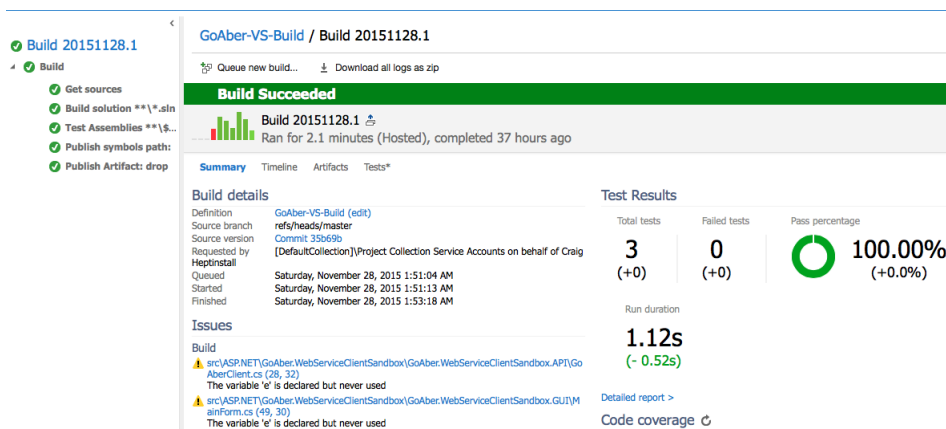 Build 20151128.1
Build
Get sources
Build solution **\*.sln
Test Assemblies **\$...
Publish symbols path:
Publish Artifact: drop
GoAber-VS-Build / Build 20151128.1
Queue new build... Download all logs as zip
Build Succeeded
Build 20151128.1
Ran for 2.1 minutes (Hosted), completed 37 hours ago
Summary Timeline Artifacts Tests*
Build details
Definition GoAber-VS-Build (edit)
Source branch refs/heads/master
Source version Commit 35b69b
Requested by [DefaultCollection]\Project Collection Service Accounts on behalf of Craig
Heptinstall
Queued Saturday, November 28, 2015 1:51:04 AM
Started Saturday, November 28, 2015 1:51:13 AM
Finished Saturday, November 28, 2015 1:53:18 AM
Issues
Build
src\ASP.NET\GoAber.WebServiceClientSandbox\GoAber.WebServiceClientSandbox.API\Go
AberClient.cs (28, 32)
The variable 'e' is declared but never used
src\ASP.NET\GoAber.WebServiceClientSandbox\GoAber.WebServiceClientSandbox.GUI\M
ainForm.cs (49, 30)
The variable 'e' is declared but never used
Test Results
Total tests Failed tests Pass percentage
3 0 100.00%
(+0) (+0) (+0.0%)
Run duration
1.12s
(- 0.52s)
Detailed report >
Code coverage